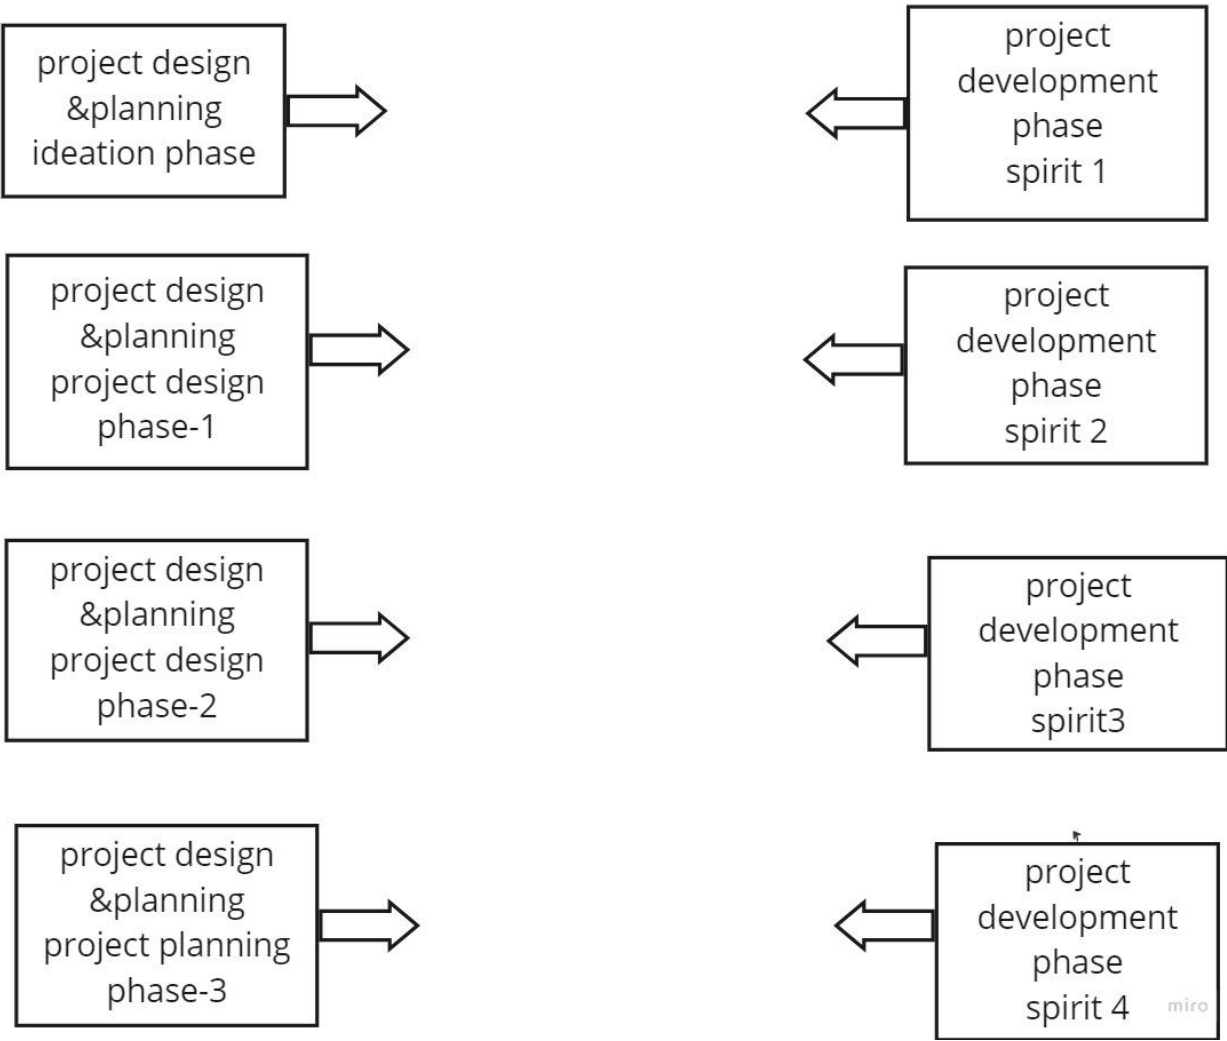 project design
&planning
ideation phase
project design
&planning
project design
phase-1
project design
&planning
project design
phase-2
project design
&planning
project planning
phase-3
project
development
phase
spirit 1
project
development
phase
spirit 2
project
development
phase
spirit3
project
development
phase
spirit 4
miro